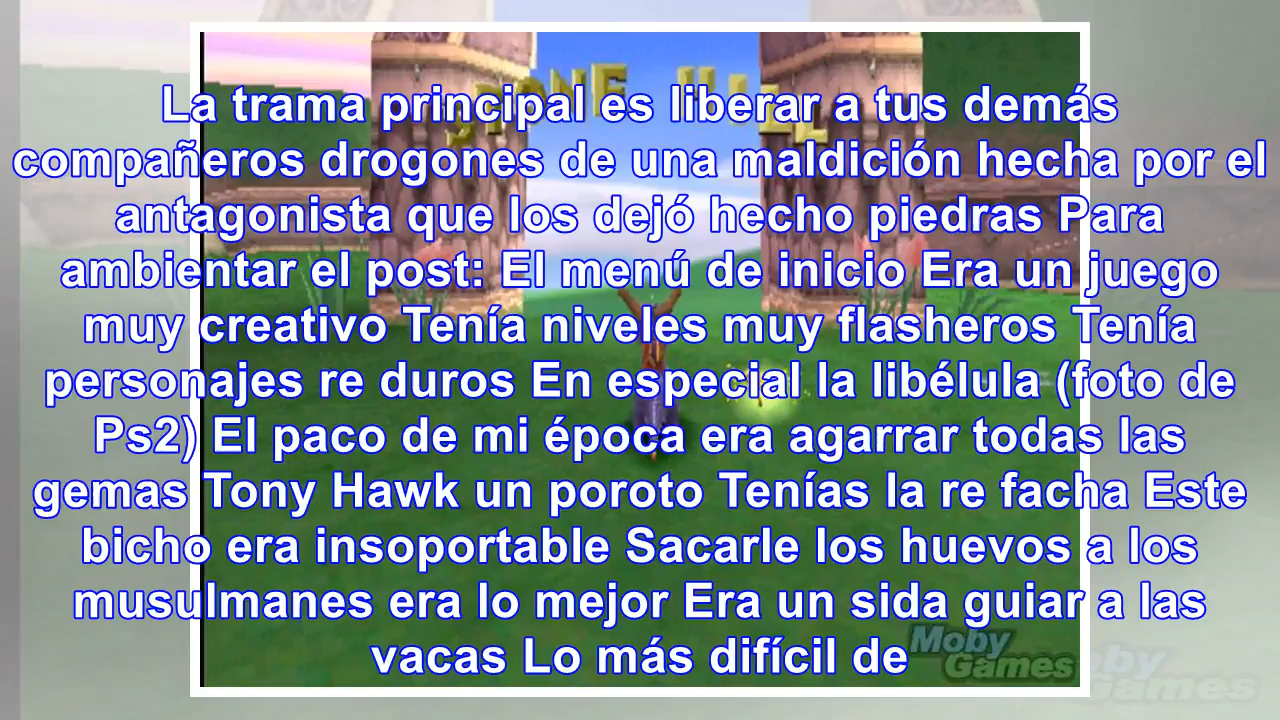 La trama principal es liberar a tus demás
compañeros drogones de una maldición hecha por el
antagonista que los dejó hecho piedras Para
ambientar el post: El menú de inicio Era un juego
muy creativo Tenía niveles muy flasheros Tenía
personajes re duros En especial la libélula (foto de
Ps2) El paco de mi época era agarrar todas las
gemas Tony Hawk un poroto Tenías la re facha Este
bicho era insoportable Sacarle los huevos a los
musulmanes era lo mejor Era un sida guiar a las
vacas Lo más difícil de
Moby
Games